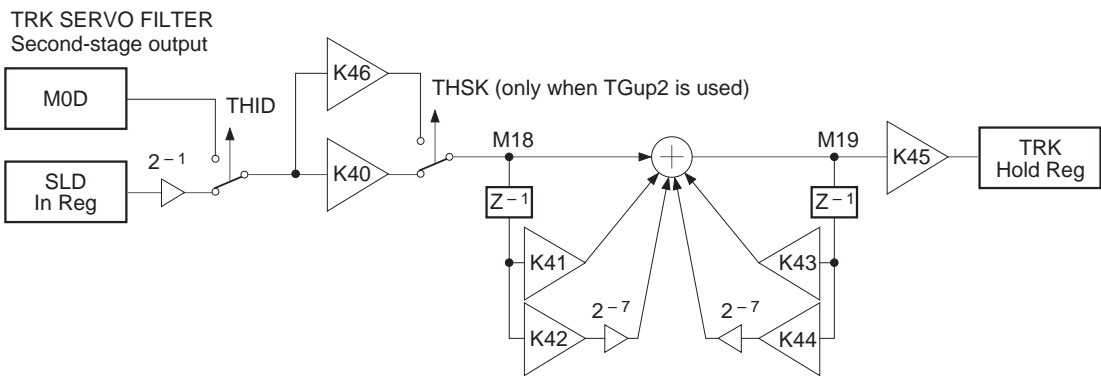 TRK SERVO FILTER
Second-stage output
M0D
THID
K46
THSK (only when TGup2 is used)
2⁻¹
SLD
In Reg
K40
M18
+
M19
K45
TRK
Hold Reg
Z⁻¹
Z⁻¹
K41
K43
K42
2⁻⁷
2⁻⁷
K44